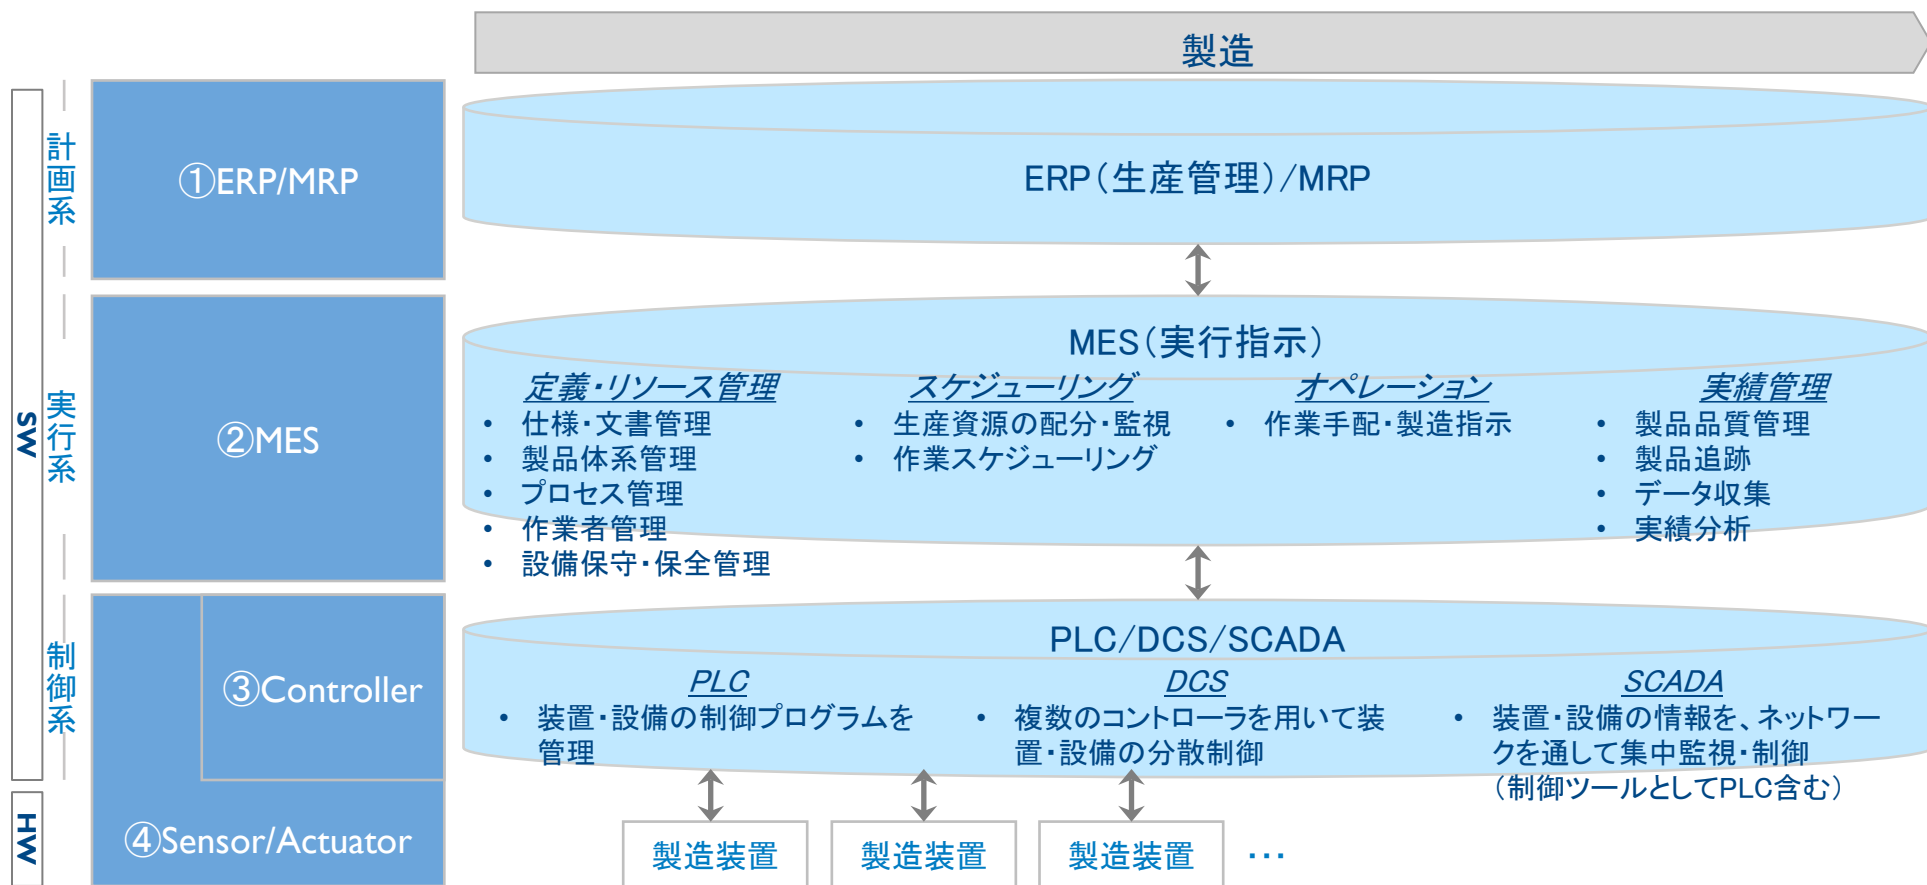 製造
SW
計画系
①ERP/MRP
ERP(生産管理)/MRP
実行系
②MES
MES(実行指示)
定義・リソース管理
• 仕様・文書管理
• 製品体系管理
• プロセス管理
• 作業者管理
• 設備保守・保全管理
スケジューリング
• 生産資源の配分・監視
• 作業スケジューリング
オペレーション
• 作業手配・製造指示
実績管理
• 製品品質管理
• 製品追跡
• データ収集
• 実績分析
制御系
③Controller
PLC/DCS/SCADA
PLC
• 装置・設備の制御プログラムを
管理
DCS
• 複数のコントローラを用いて装
置・設備の分散制御
SCADA
• 装置・設備の情報を、ネットワー
クを通して集中監視・制御
(制御ツールとしてPLC含む)
HW
④Sensor/Actuator
製造装置
製造装置
製造装置
…